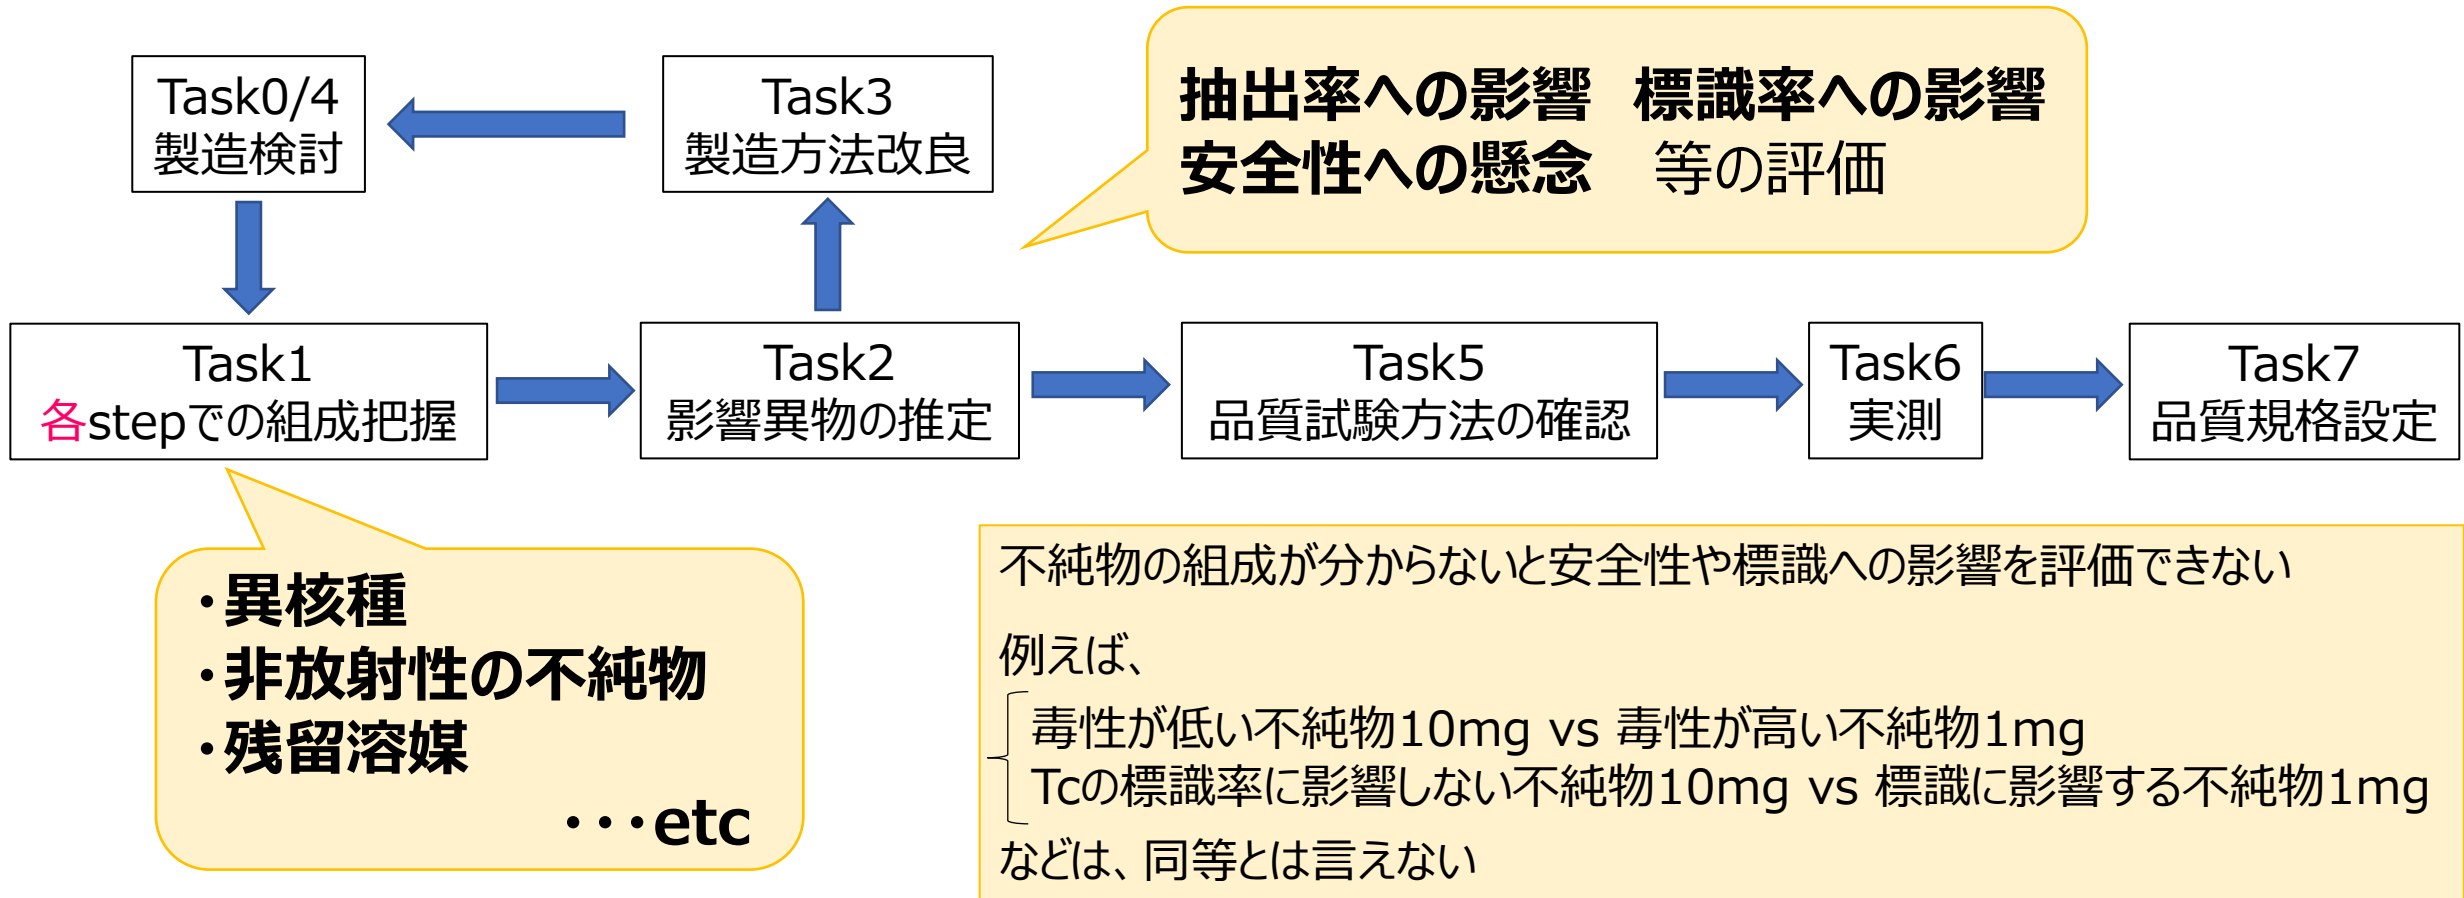 Task0/4
製造検討
Task3
製造方法改良
抽出率への影響　標識率への影響
安全性への懸念　等の評価
Task1
各stepでの組成把握
Task2
影響異物の推定
Task5
品質試験方法の確認
Task6
実測
Task7
品質規格設定
・異核種
・非放射性の不純物
・残留溶媒
・・・etc
不純物の組成が分からないと安全性や標識への影響を評価できない
例えば、
毒性が低い不純物10mg vs 毒性が高い不純物1mg
Tcの標識率に影響しない不純物10mg vs 標識に影響する不純物1mg
などは、同等とは言えない